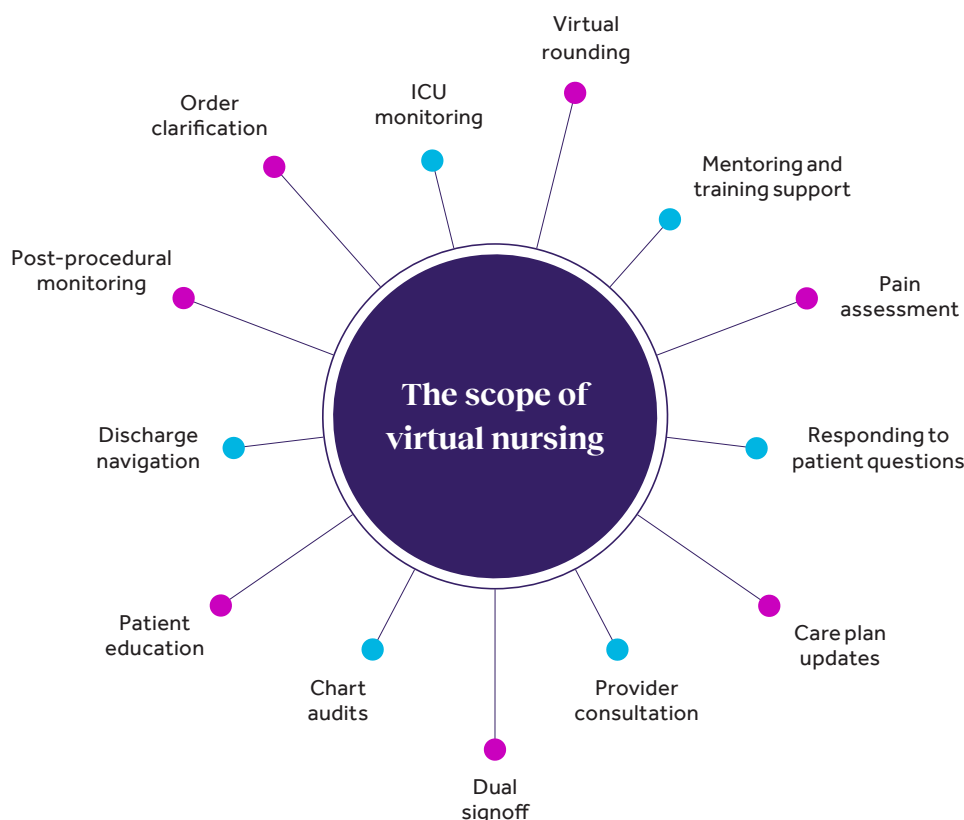 Virtual
rounding
ICU
monitoring
Order
clarification
Mentoring and
training support
Post-procedural
monitoring
Pain
assessment
The scope of
virtual nursing
Discharge
navigation
Responding to
patient questions
Patient
education
Care plan
updates
Chart
audits
Provider
consultation
Dual
signoff